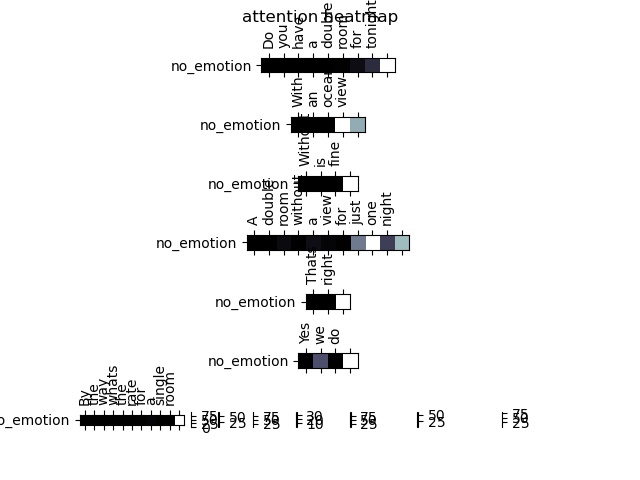 attention heatmap
Do you have a double room for tonight
no_emotion
With an ocean view
no_emotion
Without is fine
no_emotion
A double room without a view for just one night
no_emotion
Thats right
no_emotion
Yes we do
no_emotion
By the way whats the rate for a single room
no_emotion
75 50 75 30 75 50 75
50 25 50 20 50 25 50
25 25 10 25 25
0